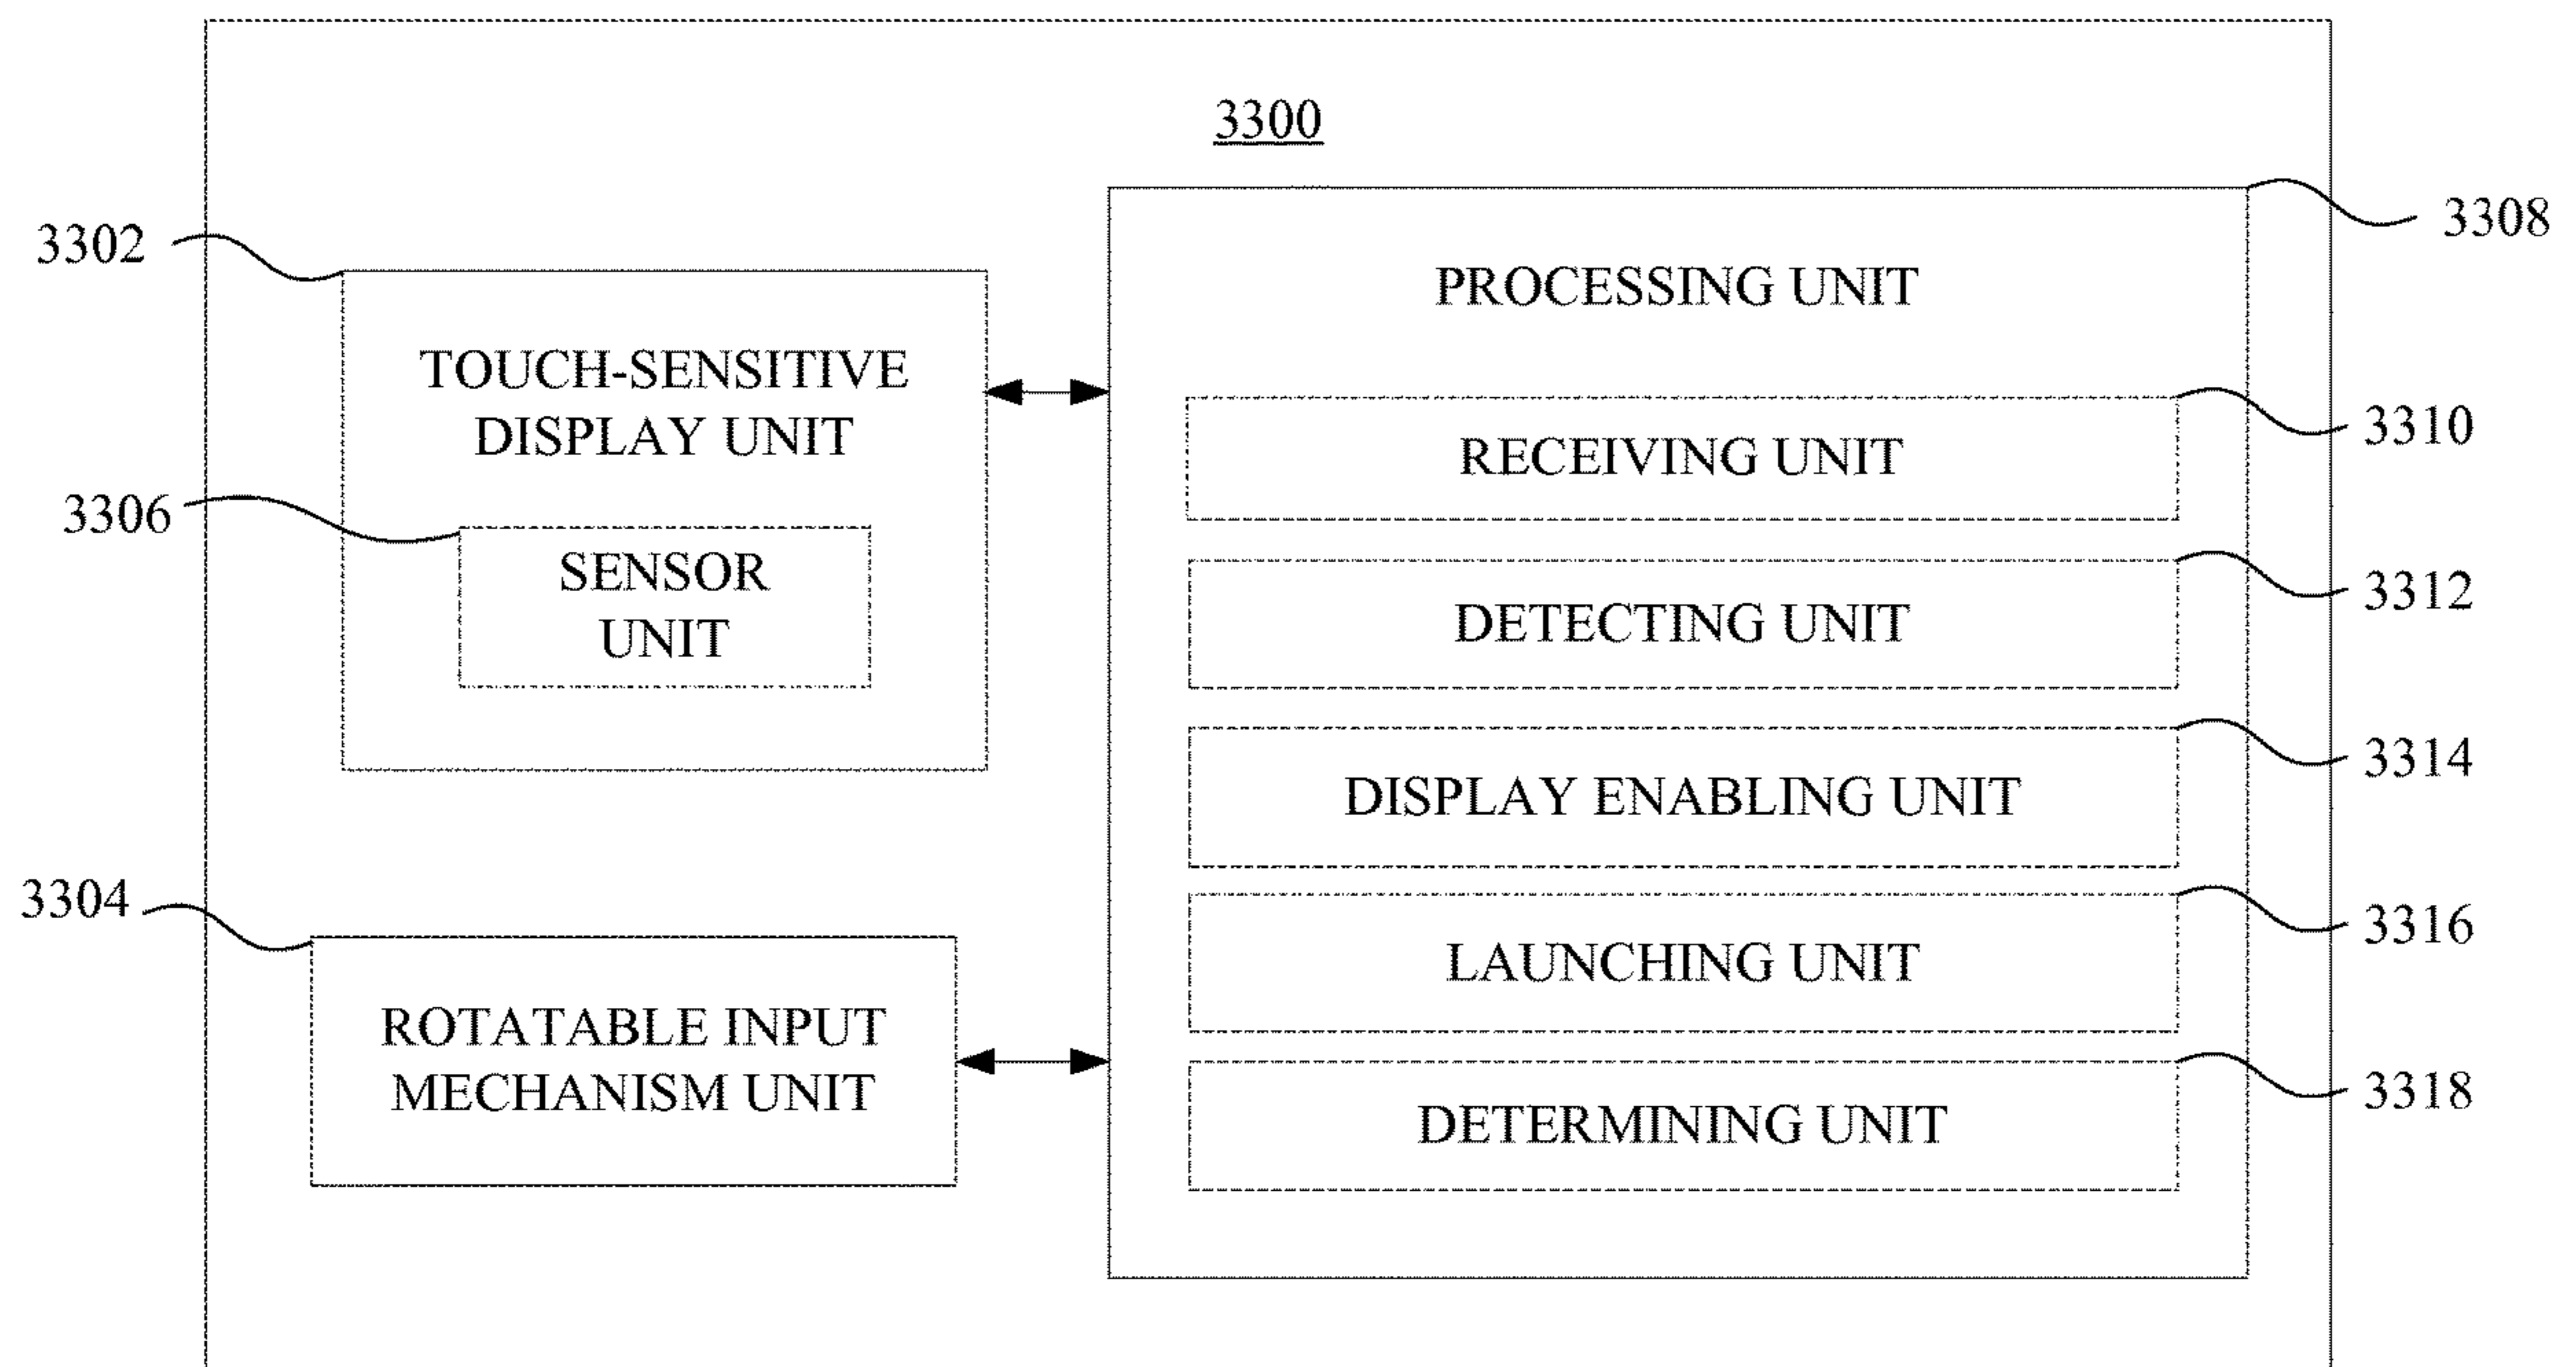 3300
3302
TOUCH-SENSITIVE
DISPLAY UNIT
3306
SENSOR
UNIT
3304
ROTATABLE INPUT
MECHANISM UNIT
3308
PROCESSING UNIT
RECEIVING UNIT
3310
DETECTING UNIT
3312
DISPLAY ENABLING UNIT
3314
LAUNCHING UNIT
3316
DETERMINING UNIT
3318